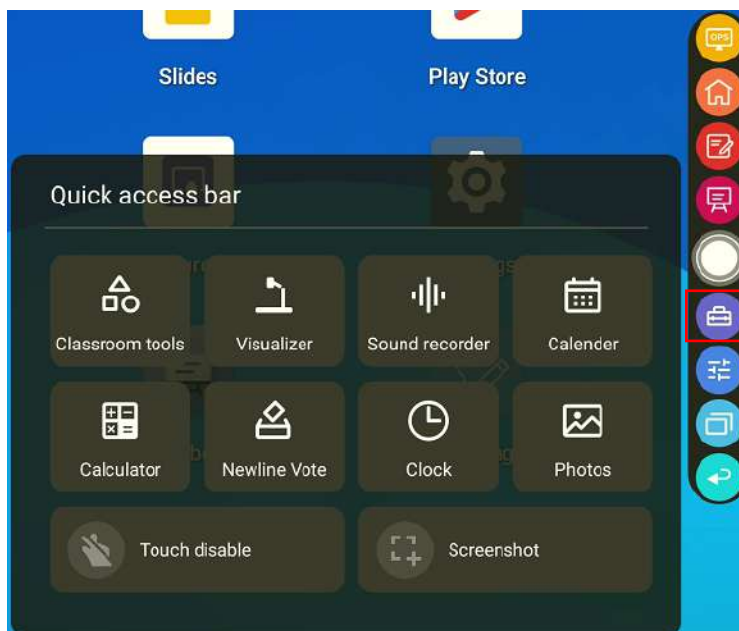 OPS
Slides
Play Store
Quick access bar
Classroom tools
Visualizer
Sound recorder
Calender
Calculator
Newline Vote
Clock
Photos
Touch disable
Screenshot